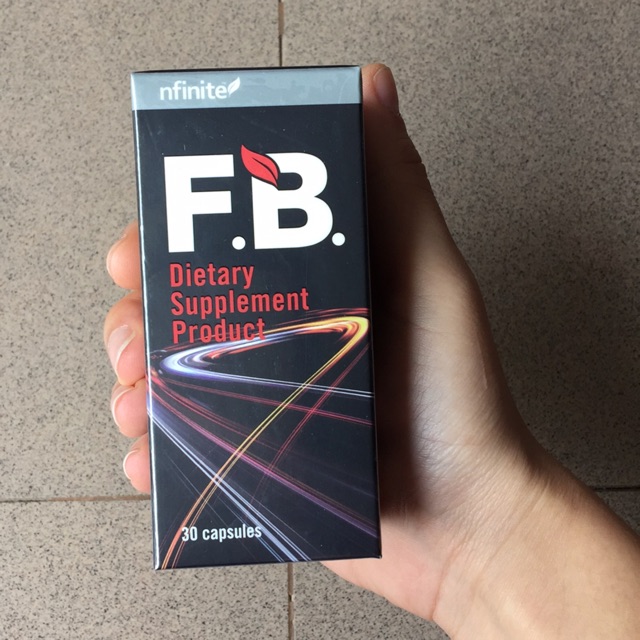 nfinite
F.B.
Dietary
Supplement
Product
30 capsules